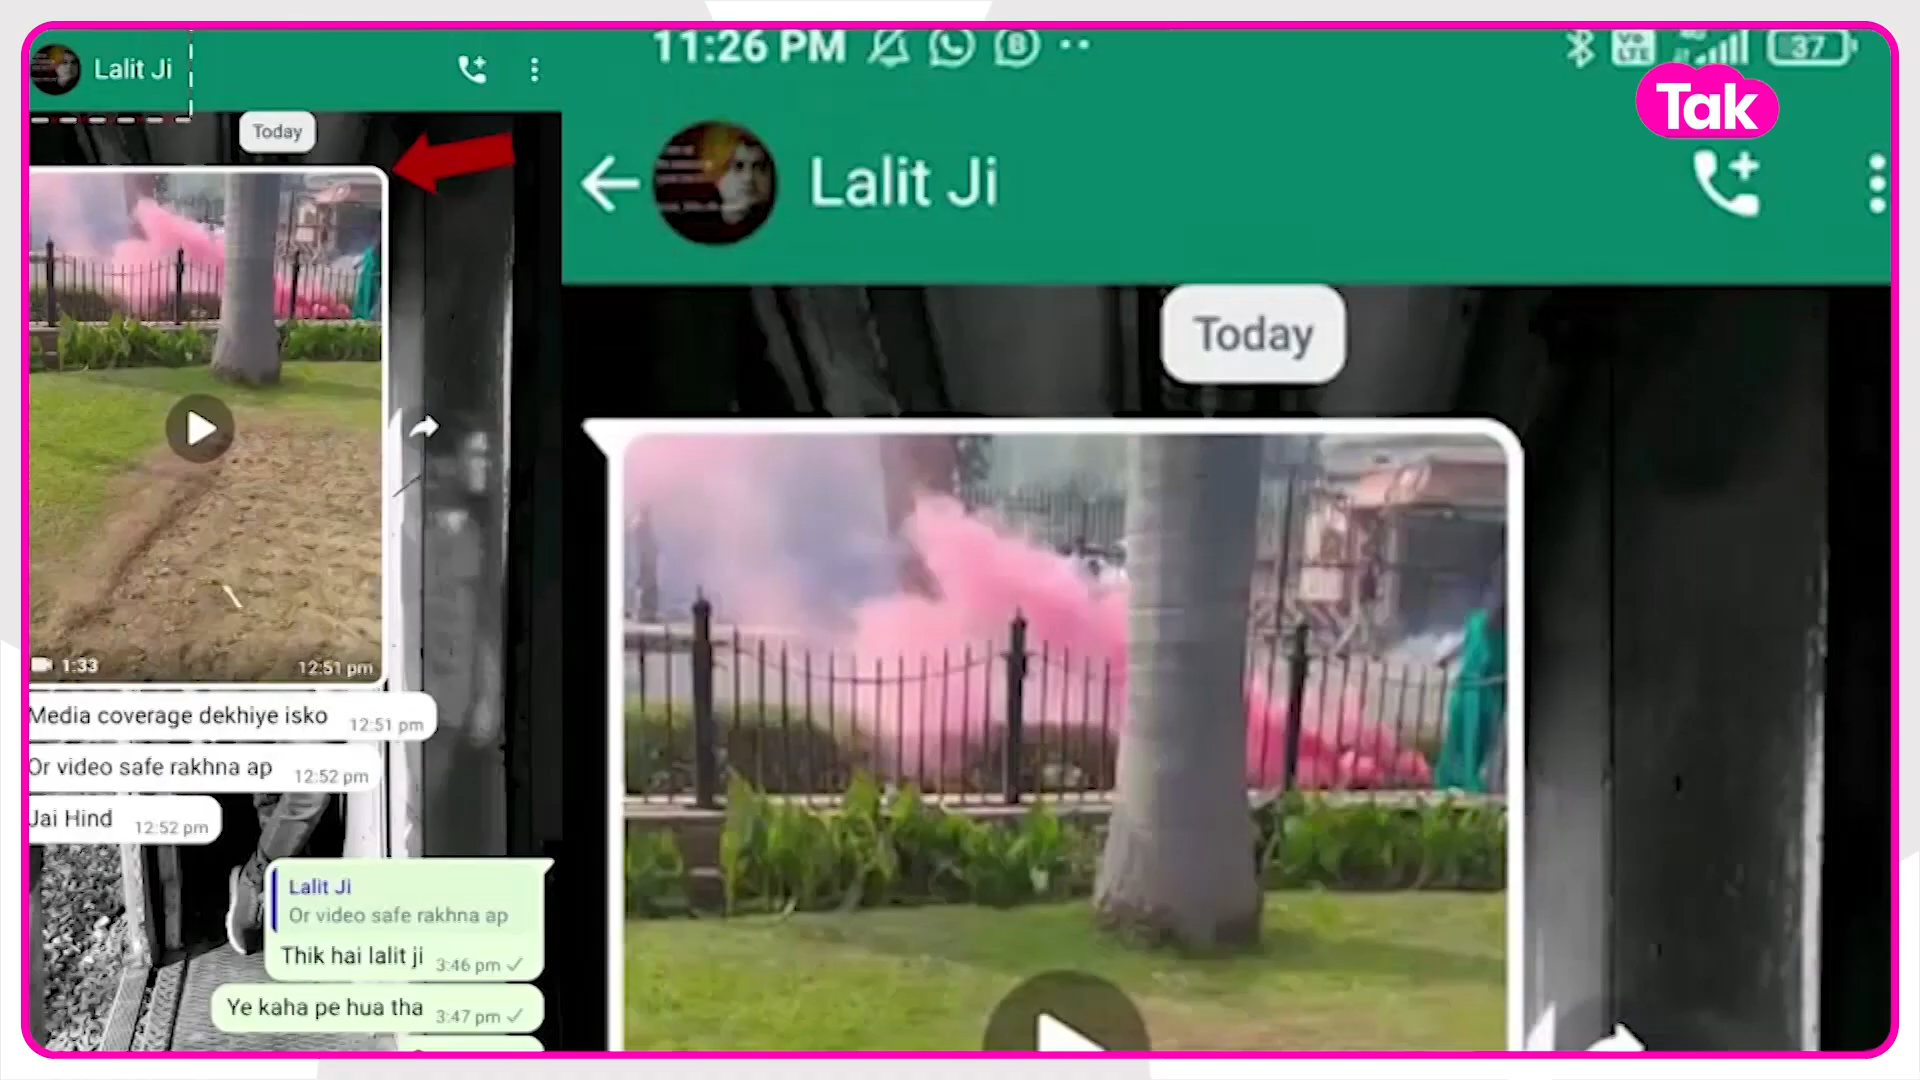 Lalit Ji
Today
1:33
12:51 pm
Media coverage dekhiye isko 12:51 pm
Or video safe rakhna ap 12:52 pm
Jai Hind 12:52 pm
Lalit Ji
Or video safe rakhna ap
Thik hai lalit ji 3:46 pm
Ye kaha pe hua tha 3:47 pm
11:26 PM
37
Tak
Lalit Ji
Today